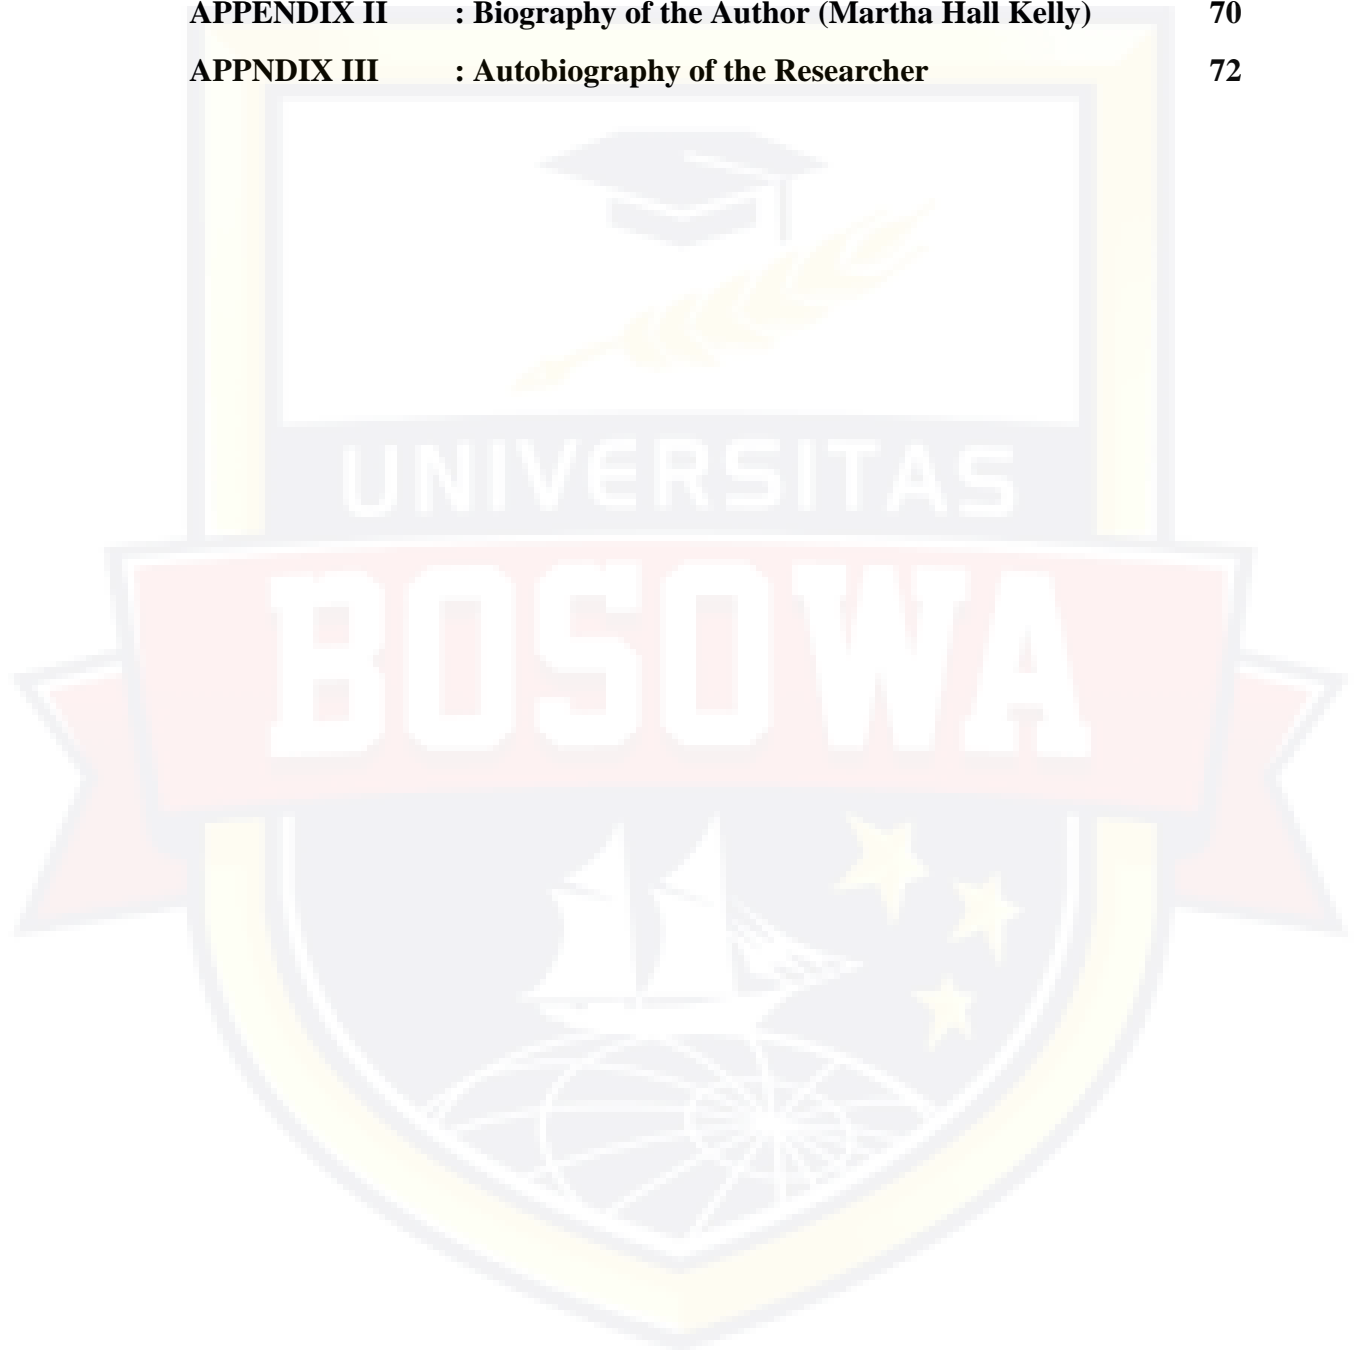 APPENDIX II : Biography of the Author (Martha Hall Kelly) 70
APPNDIX III : Autobiography of the Researcher 72
UNIVERSITAS
BOSOWA